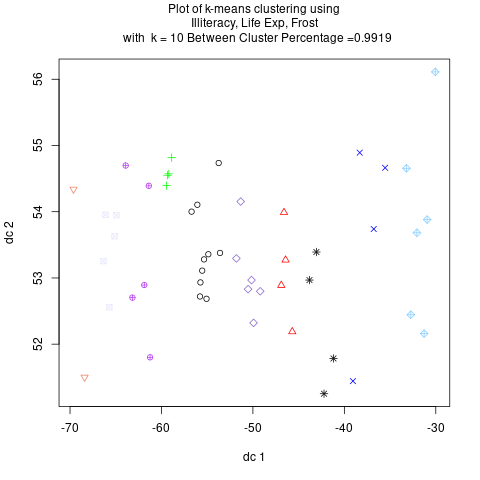 Plot of k-means clustering using
Illiteracy, Life Exp, Frost
with k = 10 Between Cluster Percentage =0.9919
56
55
54
53
52
dc 2
-70 -60 -50 -40 -30
dc 1